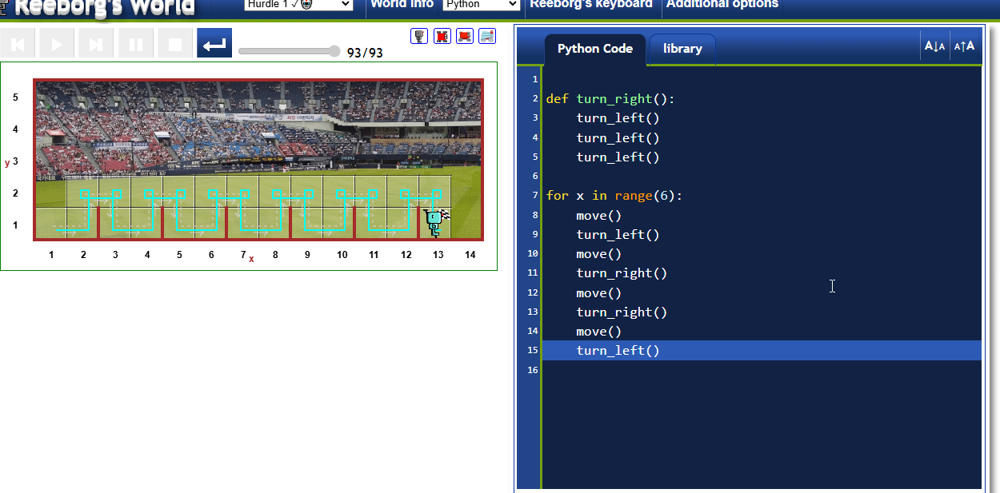 Reeborg's World
Hurdle 1 ✓
World Info
Python
Reeborg's keyboard
Additional options
93/93
Python Code
library
A↓A
A↑A
5
4
y 3
2
1
1 2 3 4 5 6 7 x 8 9 10 11 12 13 14
1
2 def turn_right():
3 turn_left()
4 turn_left()
5 turn_left()
6
7 for x in range(6):
8 move()
9 turn_left()
10 move()
11 turn_right()
12 move()
13 turn_right()
14 move()
15 turn_left()
16